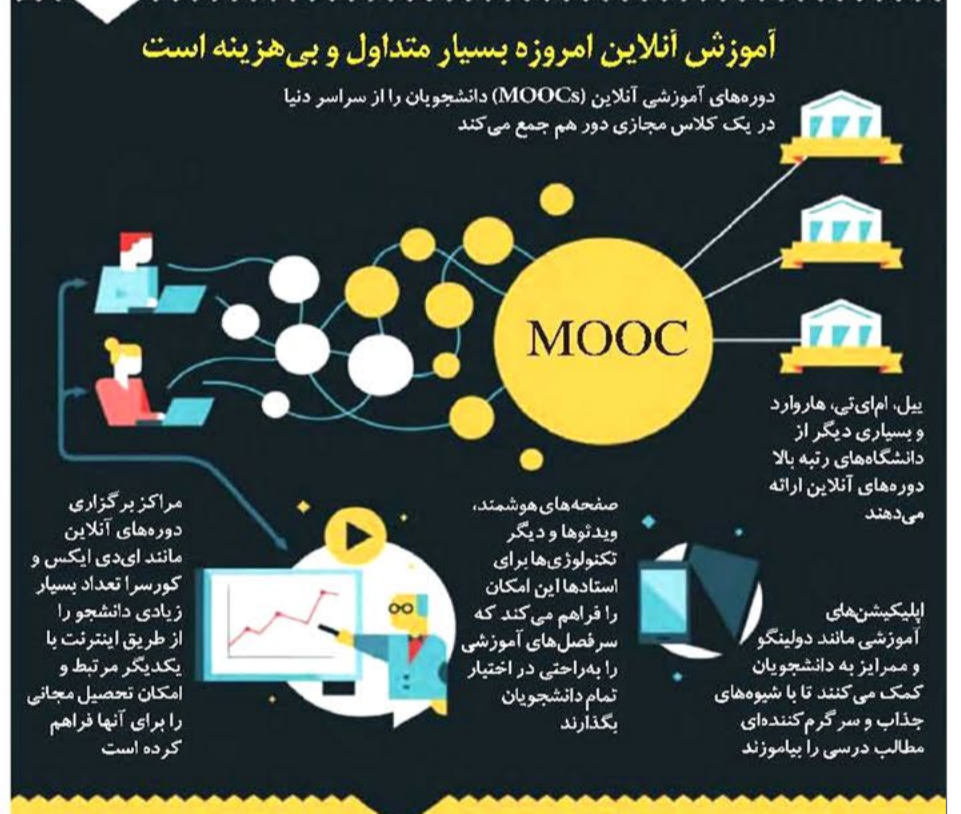 آموزش آنلاین امروزه بسیار متداول و بی‌هزینه است
دوره‌های آموزشی آنلاین (MOOCs) دانشجویان را از سراسر دنیا
در یک کلاس مجازی دور هم جمع می‌کند
MOOC
ییل، ام‌ای‌تی، هاروارد
و بسیاری دیگر از
دانشگاه‌های رتبه بالا
دوره‌های آنلاین ارائه
می‌دهند
اپلیکیشن‌های
آموزشی مانند دولینگو
و ممرایز به دانشجویان
کمک می‌کنند تا با شیوه‌های
جذاب و سرگرم‌کننده‌ای
مطالب درسی را بیاموزند
صفحه‌های هوشمند،
ویدئوها و دیگر
تکنولوژی‌ها برای
استادها این امکان
را فراهم می‌کند که
سرفصل‌های آموزشی
را به‌راحتی در اختیار
تمام دانشجویان
بگذارند
مراکز برگزاری
دوره‌های آنلاین
مانند ای‌دی ایکس و
کورسرا تعداد بسیار
زیادی دانشجو را
از طریق اینترنت با
یکدیگر مرتبط و
امکان تحصیل مجانی
را برای آنها فراهم
کرده است